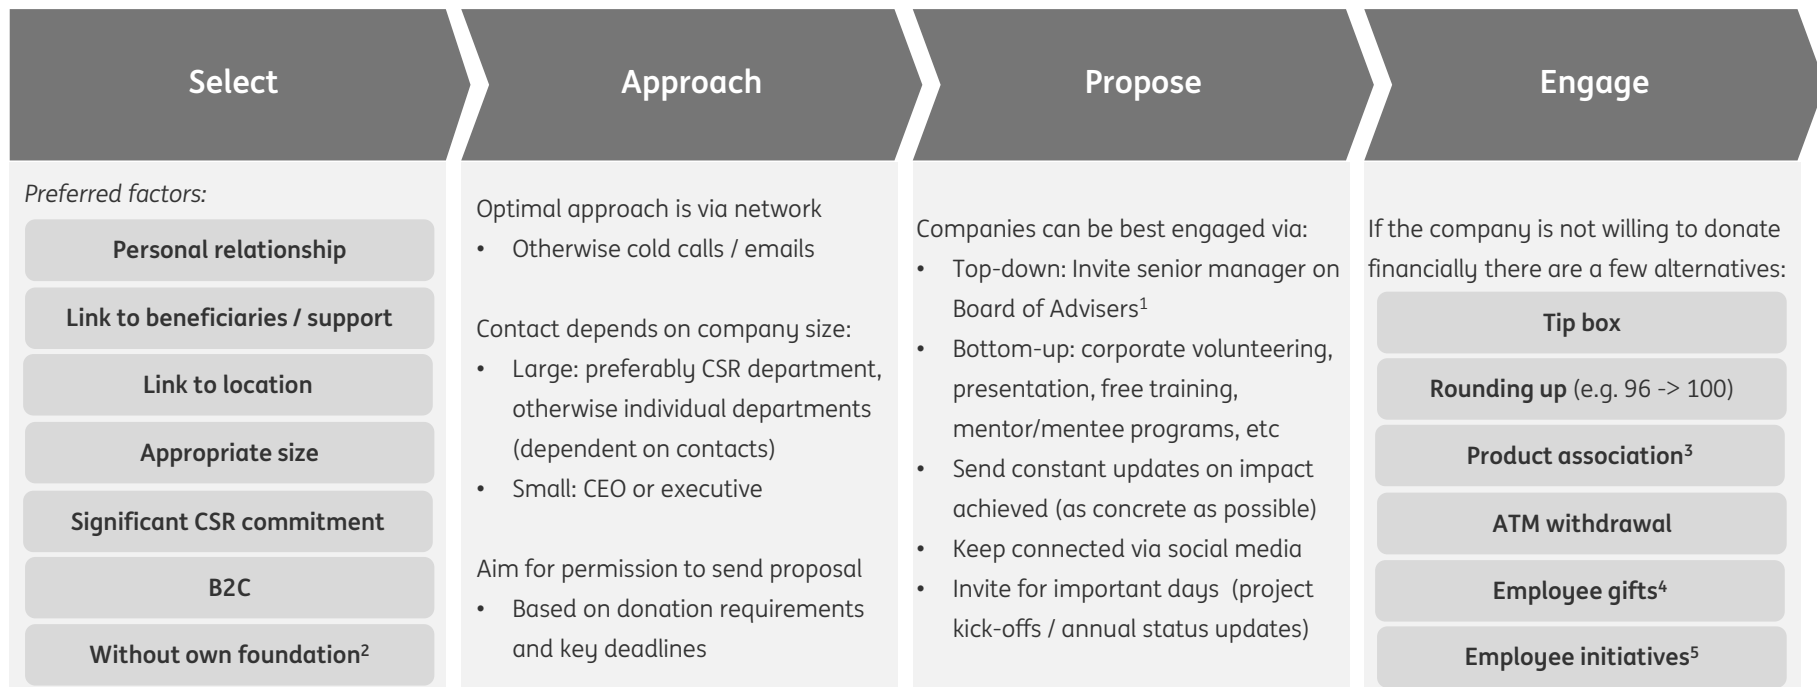 Select
Approach
Propose
Engage
Preferred factors:
Personal relationship
Link to beneficiaries / support
Link to location
Appropriate size
Significant CSR commitment
B2C
Without own foundation²
Optimal approach is via network
• Otherwise cold calls / emails
Contact depends on company size:
• Large: preferably CSR department,
otherwise individual departments
(dependent on contacts)
• Small: CEO or executive
Aim for permission to send proposal
• Based on donation requirements
and key deadlines
Companies can be best engaged via:
• Top-down: Invite senior manager on
Board of Advisers¹
• Bottom-up: corporate volunteering,
presentation, free training,
mentor/mentee programs, etc
• Send constant updates on impact
achieved (as concrete as possible)
• Keep connected via social media
• Invite for important days (project
kick-offs / annual status updates)
If the company is not willing to donate
financially there are a few alternatives:
Tip box
Rounding up (e.g. 96 -> 100)
Product association³
ATM withdrawal
Employee gifts⁴
Employee initiatives⁵